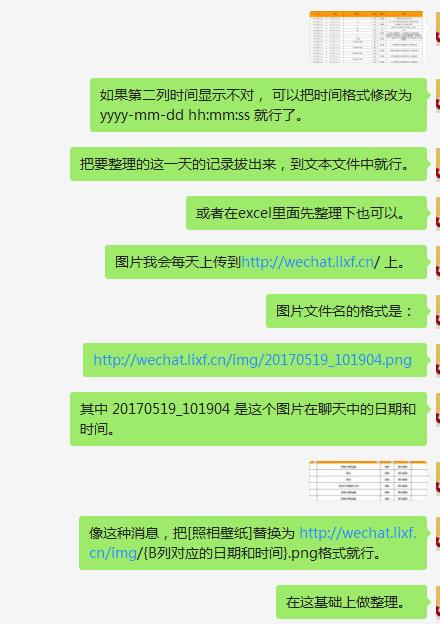 如果第二列时间显示不对， 可以把时间格式修改为
yyyy-mm-dd hh:mm:ss 就行了。
把要整理的这一天的记录拔出来，到文本文件中就行。
或者在excel里面先整理下也可以。
图片我会每天上传到http://wechat.lixf.cn/ 上。
图片文件名的格式是：
http://wechat.lixf.cn/img/20170519_101904.png
其中 20170519_101904 是这个图片在聊天中的日期和
时间。
像这种消息，把[照相壁纸]替换为 http://wechat.lixf.
cn/img/{B列对应的日期和时间}.png格式就行。
在这基础上做整理。